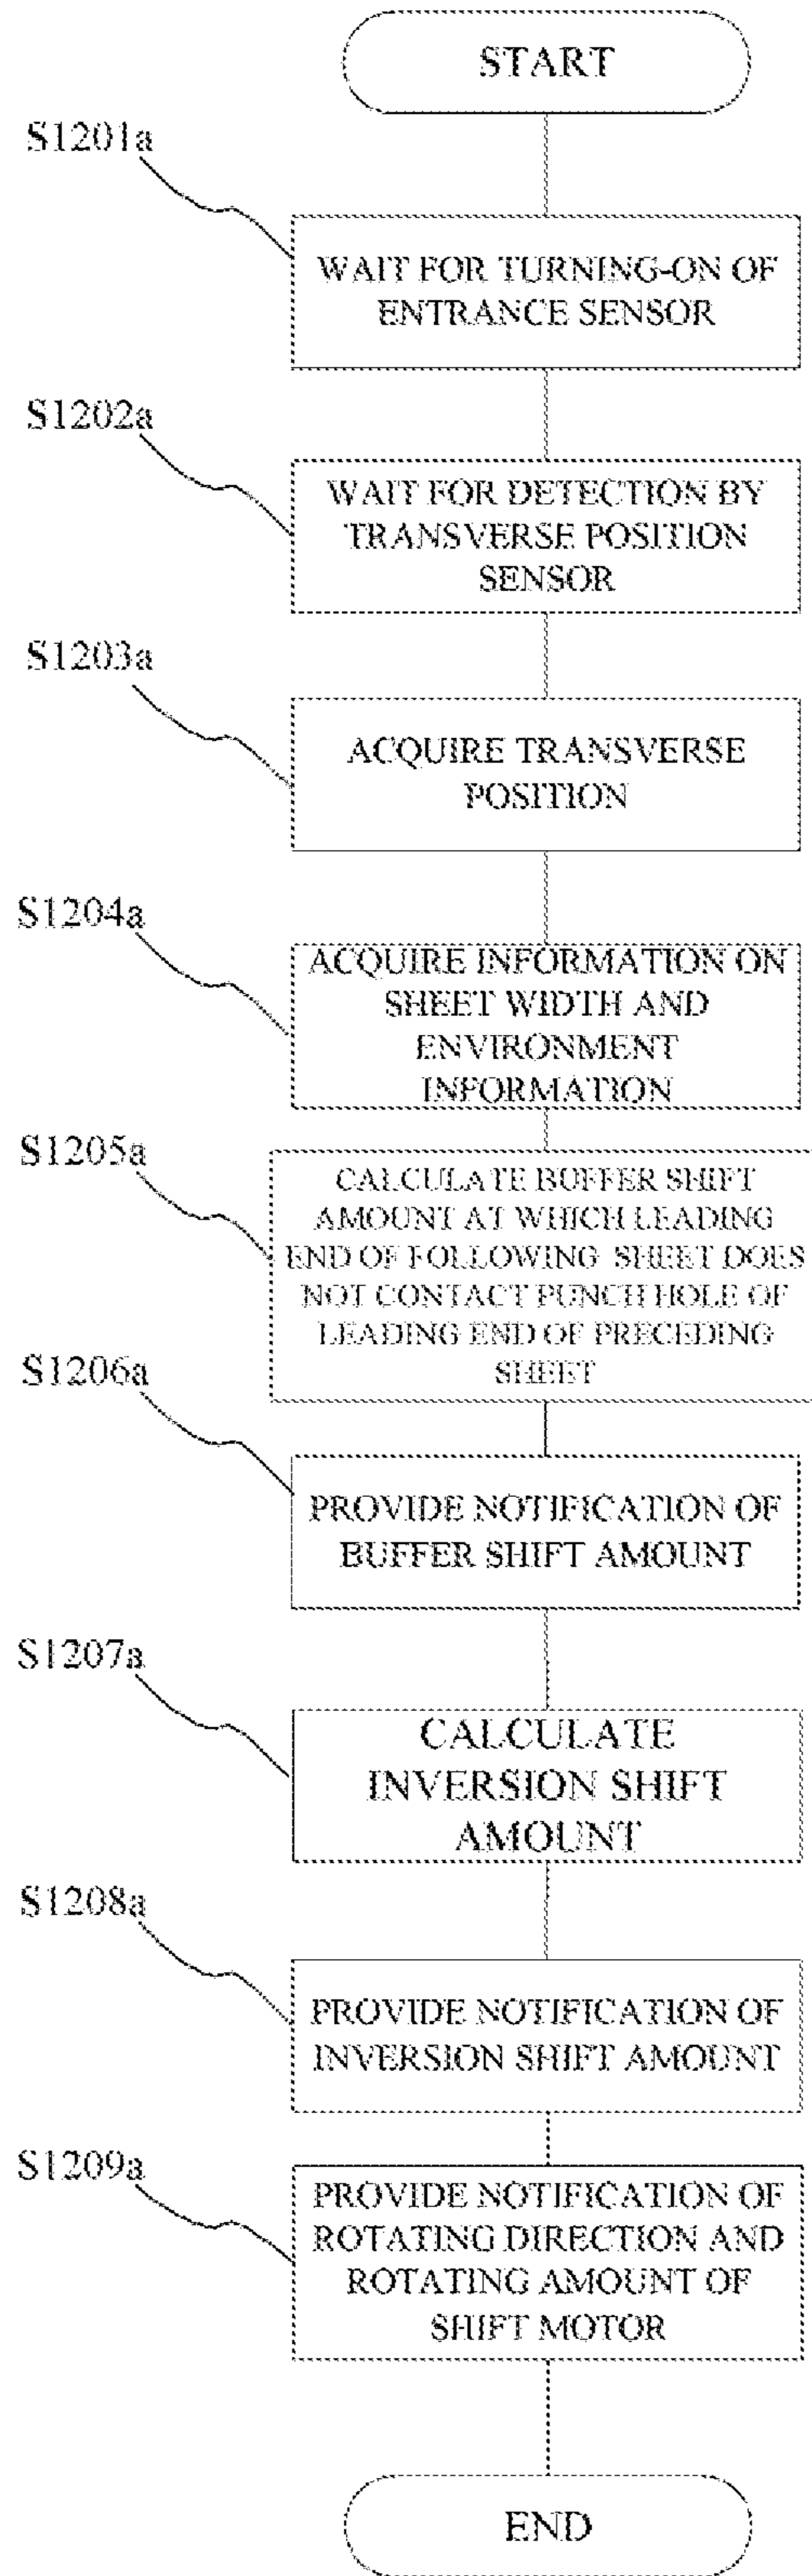 START
S1201a
WAIT FOR TURNING-ON OF
ENTRANCE SENSOR
S1202a
WAIT FOR DETECTION BY
TRANSVERSE POSITION
SENSOR
S1203a
ACQUIRE TRANSVERSE
POSITION
S1204a
ACQUIRE INFORMATION ON
SHEET WIDTH AND
ENVIRONMENT
INFORMATION
S1205a
CALCULATE BUFFER SHIFT
AMOUNT AT WHICH LEADING
END OF FOLLOWING SHEET DOES
NOT CONTACT PUNCH HOLE OF
LEADING END OF PRECEDING
SHEET
S1206a
PROVIDE NOTIFICATION OF
BUFFER SHIFT AMOUNT
S1207a
CALCULATE
INVERSION SHIFT
AMOUNT
S1208a
PROVIDE NOTIFICATION OF
INVERSION SHIFT AMOUNT
S1209a
PROVIDE NOTIFICATION OF
ROTATING DIRECTION AND
ROTATING AMOUNT OF
SHIFT MOTOR
END